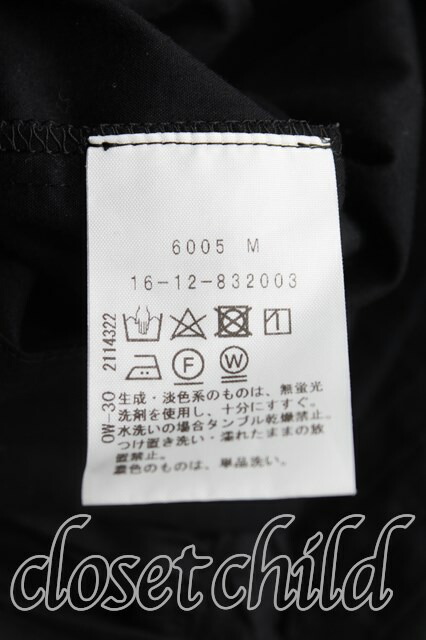 6005 M
16-12-832003
0W-30 2114322
F W
生成・淡色系のものは、無蛍光
洗剤を使用し、十分にすすぐ。
水洗いの場合タンブル乾燥禁止。
つけ置き洗い・濡れたままの放
置禁止。
濃色のものは、単品洗い。
closet child